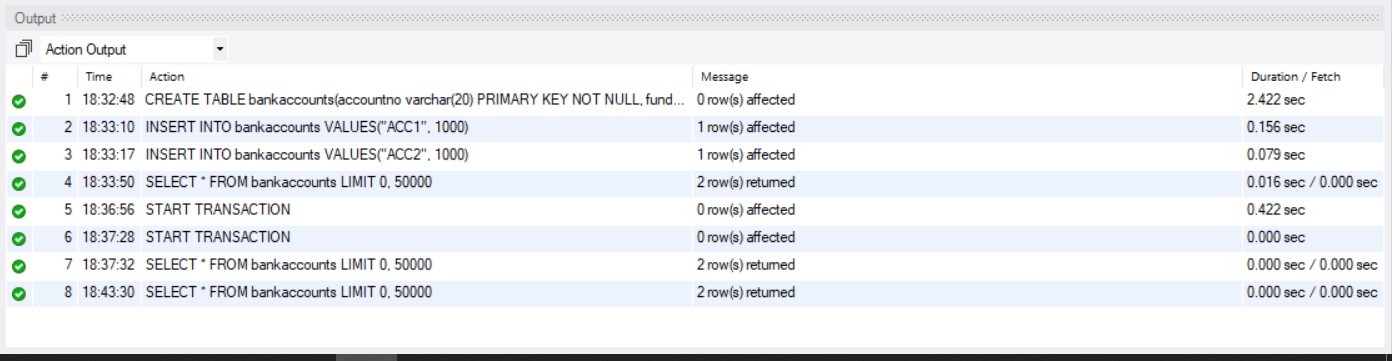 Output
Action Output
# Time Action Message Duration / Fetch
1 18:32:48 CREATE TABLE bankaccounts(accountno varchar(20) PRIMARY KEY NOT NULL, fund... 0 row(s) affected 2.422 sec
2 18:33:10 INSERT INTO bankaccounts VALUES("ACC1", 1000) 1 row(s) affected 0.156 sec
3 18:33:17 INSERT INTO bankaccounts VALUES("ACC2", 1000) 1 row(s) affected 0.079 sec
4 18:33:50 SELECT * FROM bankaccounts LIMIT 0, 50000 2 row(s) returned 0.016 sec / 0.000 sec
5 18:36:56 START TRANSACTION 0 row(s) affected 0.422 sec
6 18:37:28 START TRANSACTION 0 row(s) affected 0.000 sec
7 18:37:32 SELECT * FROM bankaccounts LIMIT 0, 50000 2 row(s) returned 0.000 sec / 0.000 sec
8 18:43:30 SELECT * FROM bankaccounts LIMIT 0, 50000 2 row(s) returned 0.000 sec / 0.000 sec